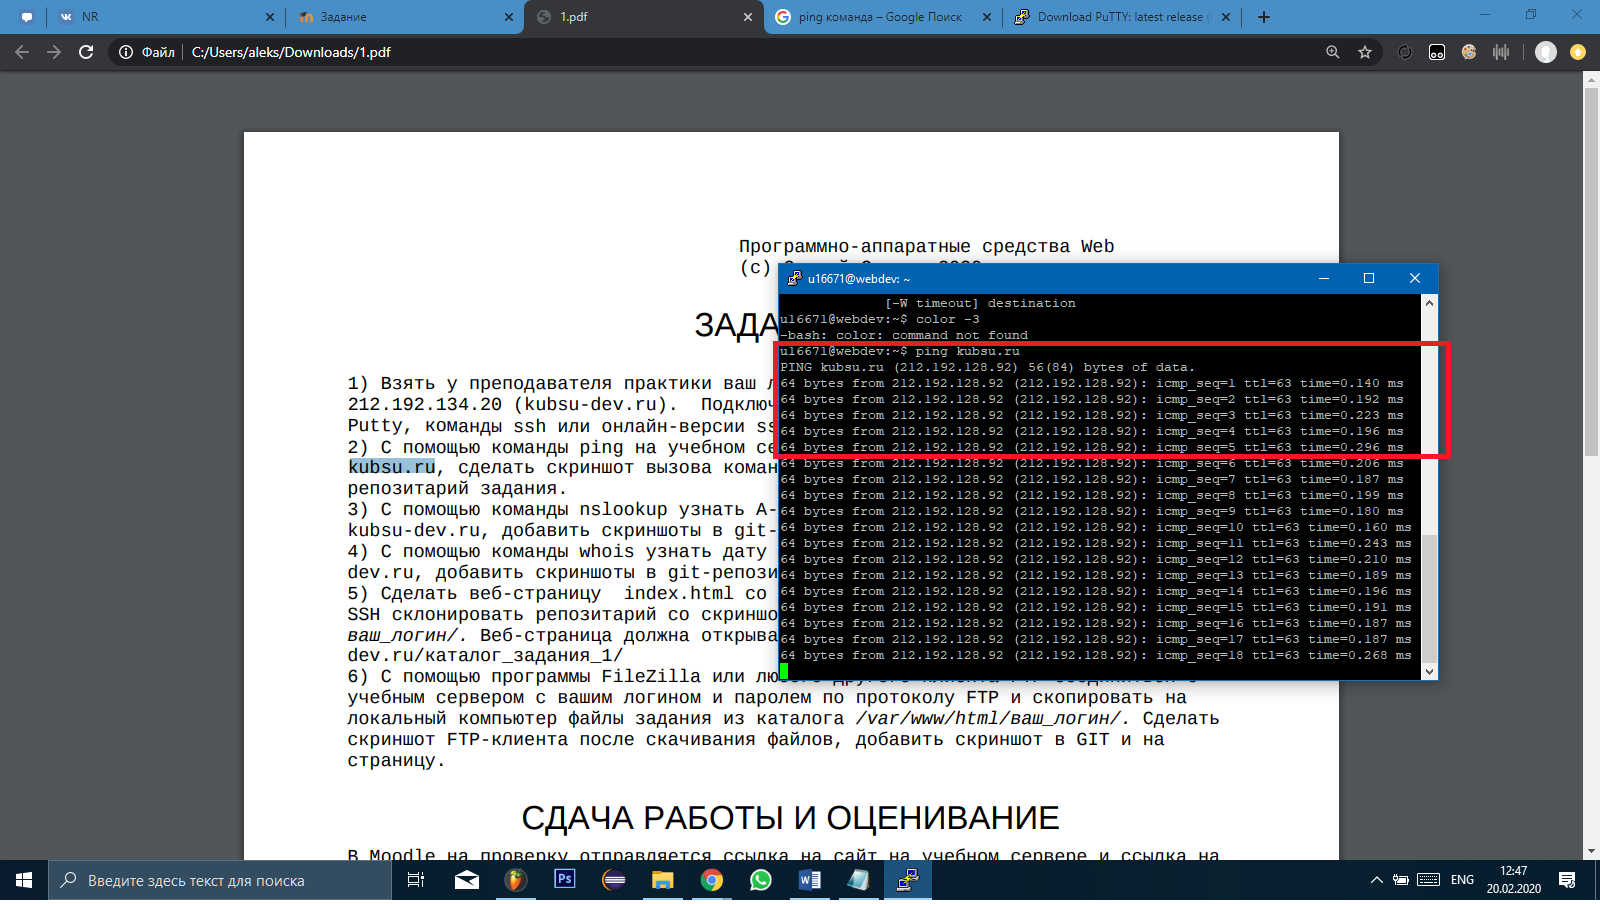 NR
Задание
1.pdf
ping команда – Google Поиск
Download PuTTY: latest release (
Файл
C:/Users/aleks/Downloads/1.pdf
Программно-аппаратные средства Web
(c)
ЗАДА
1) Взять у преподавателя практики ваш л
212.192.134.20 (kubsu-dev.ru). Подключ
Putty, команды ssh или онлайн-версии ss
2) С помощью команды ping на учебном се
kubsu.ru, сделать скриншот вызова коман
репозитарий задания.
3) С помощью команды nslookup узнать A-
kubsu-dev.ru, добавить скриншоты в git-
4) С помощью команды whois узнать дату
dev.ru, добавить скриншоты в git-репози
5) Сделать веб-страницу index.html со
SSH склонировать репозитарий со скриншо
ваш_логин/. Веб-страница должна открыва
dev.ru/каталог_задания_1/
6) С помощью программы FileZilla или лю
учебным сервером с вашим логином и паролем по протоколу FTP и скопировать на
локальный компьютер файлы задания из каталога /var/www/html/ваш_логин/. Сделать
скриншот FTP-клиента после скачивания файлов, добавить скриншот в GIT и на
страницу.
СДАЧА РАБОТЫ И ОЦЕНИВАНИЕ
В Moodle на проверку отправляется ссылка на сайт на учебном сервере и ссылка на
u16671@webdev: ~
[-W timeout] destination
u16671@webdev:~$ color -3
-bash: color: command not found
u16671@webdev:~$ ping kubsu.ru
PING kubsu.ru (212.192.128.92) 56(84) bytes of data.
64 bytes from 212.192.128.92 (212.192.128.92): icmp_seq=1 ttl=63 time=0.140 ms
64 bytes from 212.192.128.92 (212.192.128.92): icmp_seq=2 ttl=63 time=0.192 ms
64 bytes from 212.192.128.92 (212.192.128.92): icmp_seq=3 ttl=63 time=0.223 ms
64 bytes from 212.192.128.92 (212.192.128.92): icmp_seq=4 ttl=63 time=0.196 ms
64 bytes from 212.192.128.92 (212.192.128.92): icmp_seq=5 ttl=63 time=0.296 ms
64 bytes from 212.192.128.92 (212.192.128.92): icmp_seq=6 ttl=63 time=0.206 ms
64 bytes from 212.192.128.92 (212.192.128.92): icmp_seq=7 ttl=63 time=0.187 ms
64 bytes from 212.192.128.92 (212.192.128.92): icmp_seq=8 ttl=63 time=0.199 ms
64 bytes from 212.192.128.92 (212.192.128.92): icmp_seq=9 ttl=63 time=0.180 ms
64 bytes from 212.192.128.92 (212.192.128.92): icmp_seq=10 ttl=63 time=0.160 ms
64 bytes from 212.192.128.92 (212.192.128.92): icmp_seq=11 ttl=63 time=0.243 ms
64 bytes from 212.192.128.92 (212.192.128.92): icmp_seq=12 ttl=63 time=0.210 ms
64 bytes from 212.192.128.92 (212.192.128.92): icmp_seq=13 ttl=63 time=0.189 ms
64 bytes from 212.192.128.92 (212.192.128.92): icmp_seq=14 ttl=63 time=0.196 ms
64 bytes from 212.192.128.92 (212.192.128.92): icmp_seq=15 ttl=63 time=0.191 ms
64 bytes from 212.192.128.92 (212.192.128.92): icmp_seq=16 ttl=63 time=0.187 ms
64 bytes from 212.192.128.92 (212.192.128.92): icmp_seq=17 ttl=63 time=0.187 ms
64 bytes from 212.192.128.92 (212.192.128.92): icmp_seq=18 ttl=63 time=0.268 ms
Введите здесь текст для поиска
Ps
ENG
12:47
20.02.2020